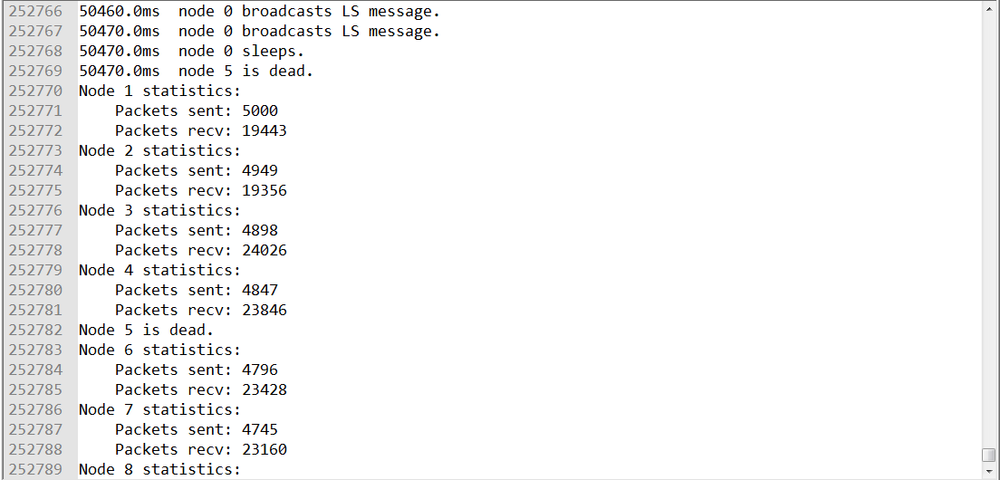 252766 50460.0ms  node 0 broadcasts LS message.
252767 50470.0ms  node 0 broadcasts LS message.
252768 50470.0ms  node 0 sleeps.
252769 50470.0ms  node 5 is dead.
252770 Node 1 statistics:
252771     Packets sent: 5000
252772     Packets recv: 19443
252773 Node 2 statistics:
252774     Packets sent: 4949
252775     Packets recv: 19356
252776 Node 3 statistics:
252777     Packets sent: 4898
252778     Packets recv: 24026
252779 Node 4 statistics:
252780     Packets sent: 4847
252781     Packets recv: 23846
252782 Node 5 is dead.
252783 Node 6 statistics:
252784     Packets sent: 4796
252785     Packets recv: 23428
252786 Node 7 statistics:
252787     Packets sent: 4745
252788     Packets recv: 23160
252789 Node 8 statistics: